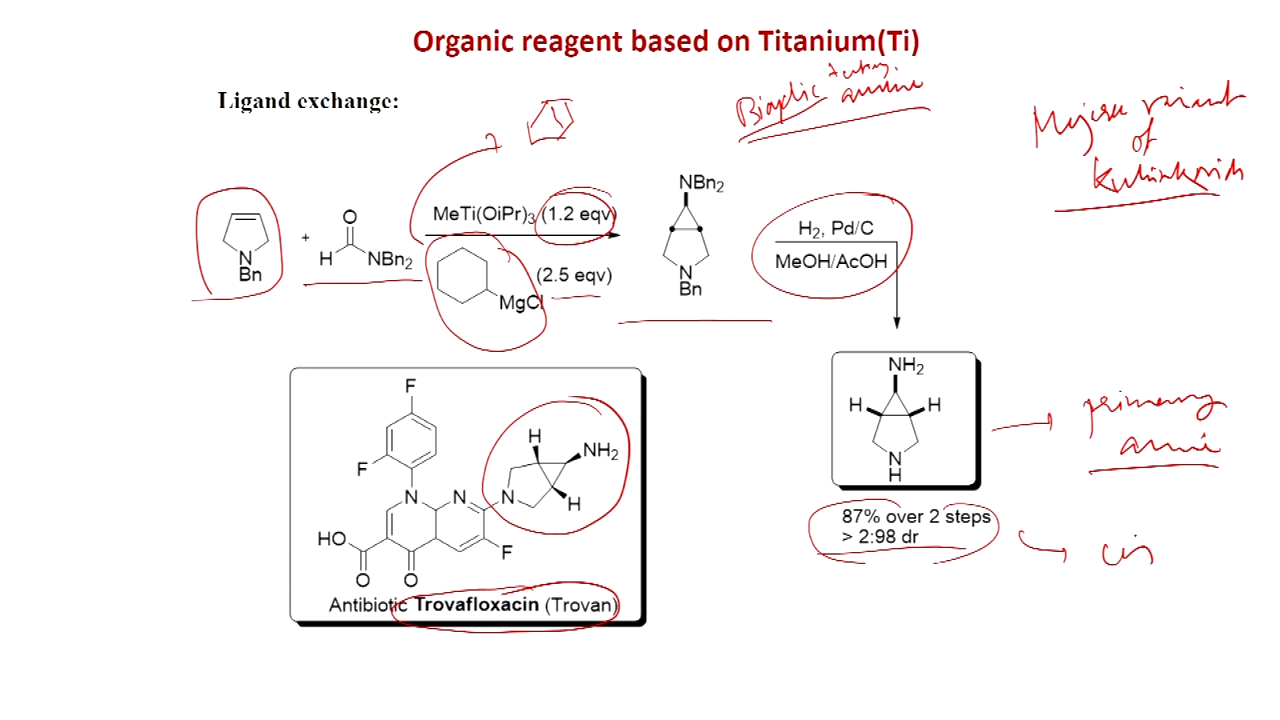 Organic reagent based on Titanium(Ti)
Ligand exchange:
Bicyclic tertiary amine
variant
of
NBn2
MeTi(OiPr)3 (1.2 eqv)
H2, Pd/C
O
+
H
NBn2
N
Bn
(2.5 eqv)
MgCl
N
Bn
MeOH/AcOH
NH2
H
H
N
H
primary
amine
87% over 2 steps
> 2:98 dr
cis
F
F
H
NH2
H
N
N
N
HO
O
O
F
Antibiotic Trovafloxacin (Trovan)